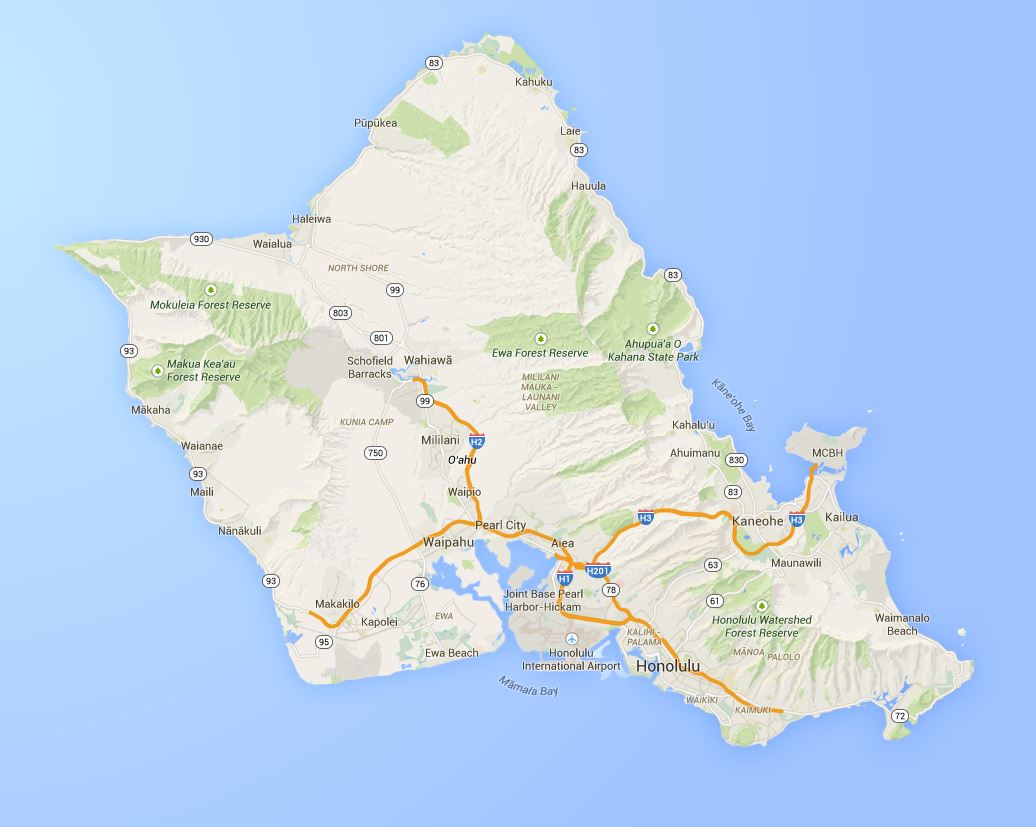 83
Kahuku
Pūpūkea
Laie
83
Hauula
Haleiwa
930
Waialua
NORTH SHORE
83
99
Mokuleia Forest Reserve
803
801
Ahupua'a O
Kahana State Park
Ewa Forest Reserve
93
Schofield
Barracks
Wahiawā
Makua Kea'au
Forest Reserve
MILILANI
MAUKA -
LAUNANI
VALLEY
Kāne'ohe Bay
99
Mākaha
KUNIA CAMP
Kahalu'u
Waianae
Mililani
H2
750
Ahuimanu
830
MCBH
O'ahu
93
Maili
Waipio
83
Nānākuli
Pearl City
H3
Kaneohe
H3
Kailua
Waipahu
Aiea
63
Maunawili
93
76
H1
H201
78
Joint Base Pearl
Harbor-Hickam
61
Makakilo
Kapolei
EWA
Honolulu Watershed
Forest Reserve
Waimanalo
Beach
95
KALIHI -
PALAMA
Ewa Beach
Honolulu
International Airport
MĀNOA
PALOLO
Honolulu
Māmala Bay
WAIKIKI
KAIMUKI
72